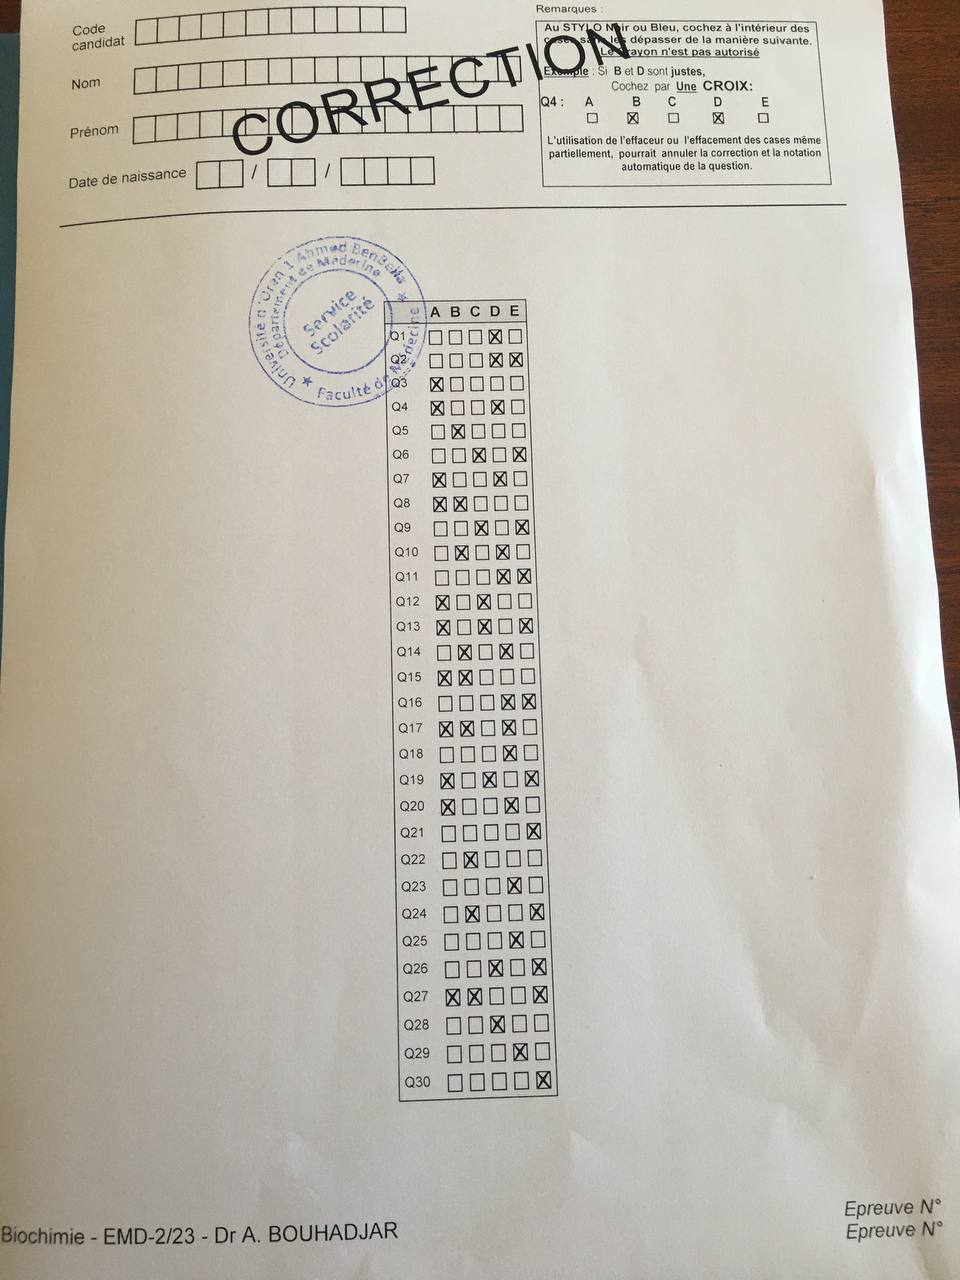 Code
candidat
Nom
Prénom
Date de naissance / /
CORRECTION
Remarques :
Au STYLO Noir ou Bleu, cochez à l'intérieur des
cases sans les dépasser de la manière suivante.
Le Crayon n'est pas autorisé
Exemple : Si B et D sont justes,
Cochez par Une CROIX:
Q4 : A B C D E
☐ ☒ ☐ ☒ ☐
L'utilisation de l'effaceur ou l'effacement des cases même
partiellement, pourrait annuler la correction et la notation
automatique de la question.
Université d'Oran 1 Ahmed BenBella
Département de Médecine
Service
Scolarité
Faculté de Médecine
A B C D E
Q1 ☐ ☐ ☐ ☒ ☐
Q2 ☐ ☐ ☐ ☒ ☒
Q3 ☒ ☐ ☐ ☐ ☐
Q4 ☒ ☐ ☐ ☒ ☐
Q5 ☐ ☒ ☐ ☐ ☐
Q6 ☐ ☐ ☒ ☐ ☒
Q7 ☒ ☐ ☐ ☒ ☐
Q8 ☒ ☒ ☐ ☐ ☐
Q9 ☐ ☐ ☒ ☐ ☒
Q10 ☐ ☒ ☐ ☒ ☐
Q11 ☐ ☐ ☐ ☒ ☒
Q12 ☒ ☐ ☒ ☐ ☐
Q13 ☒ ☐ ☒ ☐ ☒
Q14 ☐ ☒ ☐ ☒ ☐
Q15 ☒ ☒ ☐ ☐ ☐
Q16 ☐ ☐ ☐ ☒ ☒
Q17 ☒ ☒ ☐ ☒ ☐
Q18 ☐ ☐ ☐ ☒ ☐
Q19 ☒ ☐ ☒ ☐ ☒
Q20 ☒ ☐ ☐ ☒ ☐
Q21 ☐ ☐ ☐ ☐ ☒
Q22 ☐ ☒ ☐ ☐ ☐
Q23 ☐ ☐ ☐ ☒ ☐
Q24 ☐ ☒ ☐ ☐ ☒
Q25 ☐ ☐ ☐ ☒ ☐
Q26 ☐ ☐ ☒ ☐ ☒
Q27 ☒ ☒ ☐ ☐ ☒
Q28 ☐ ☐ ☒ ☐ ☐
Q29 ☐ ☐ ☐ ☒ ☐
Q30 ☐ ☐ ☐ ☐ ☒
Biochimie - EMD-2/23 - Dr A. BOUHADJAR
Epreuve N°
Epreuve N°